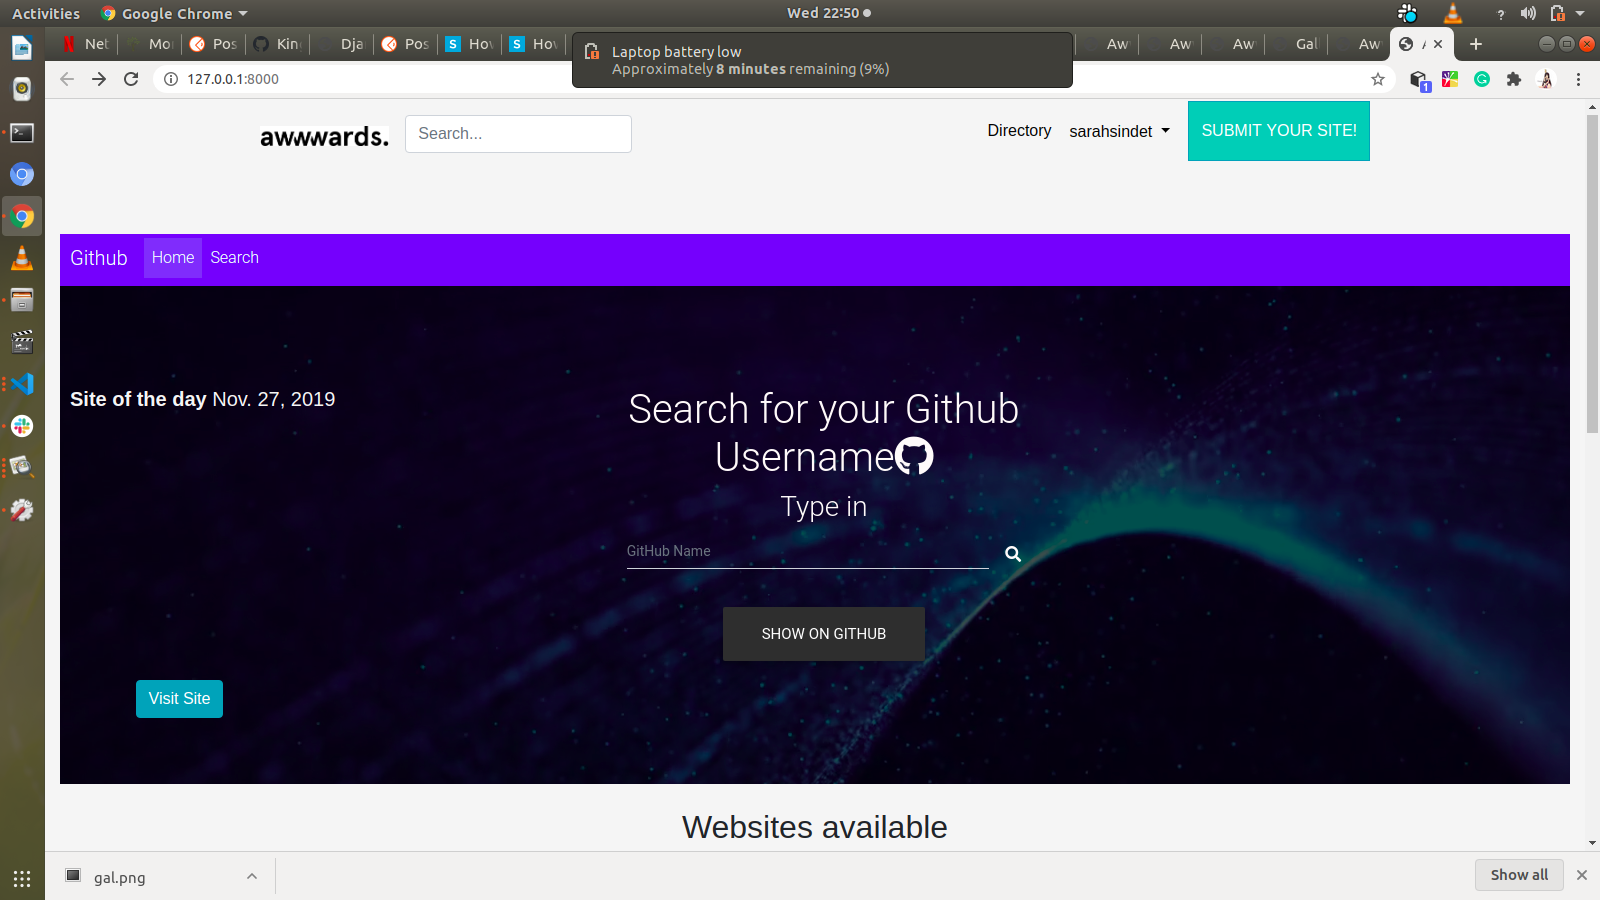 Activities
Google Chrome
Wed 22:50
Net
Mo
Pos
Kin
Dja
Pos
S
Ho
S
Ho
Aw
Aw
Aw
Gal
Aw
Laptop battery low
Approximately 8 minutes remaining (9%)
127.0.0.1:8000
1
awwwards.
Search...
Directory
sarahsindet
SUBMIT YOUR SITE!
Github
Home
Search
Site of the day Nov. 27, 2019
Search for your Github
Username
Type in
GitHub Name
SHOW ON GITHUB
Visit Site
Websites available
gal.png
Show all